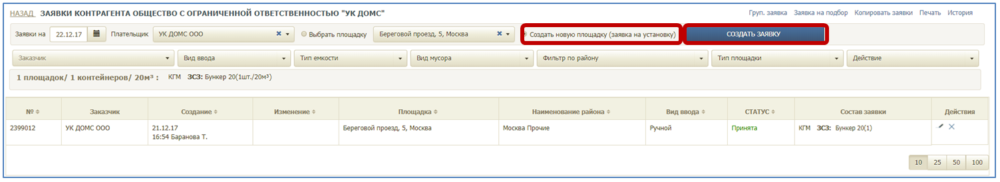 НАЗАД ЗАЯВКИ КОНТРАГЕНТА ОБЩЕСТВО С ОГРАНИЧЕННОЙ ОТВЕТСТВЕННОСТЬЮ "УК ДОМС" Груп. заявка Заявка на подбор Копировать заявки Печать История
Заявки на 22.12.17 Плательщик УК ДОМС ООО Выбрать площадку Береговой проезд, 5, Москва Создать новую площадку (заявка на установку) СОЗДАТЬ ЗАЯВКУ
Заказчик Вид ввода Тип емкости Вид мусора Фильтр по району Тип площадки Действие
1 площадок/ 1 контейнеров/ 20м³ : КГМ ЗСЗ: Бункер 20(1шт./20м³)
№ Заказчик Создание Изменение Площадка Наименование района Вид ввода СТАТУС Состав заявки Действия
2399012 УК ДОМС ООО 21.12.17 Береговой проезд, 5, Москва Москва Прочие Ручной Принята КГМ ЗСЗ: Бункер 20(1)
16:54 Баранова Т.
10 25 50 100